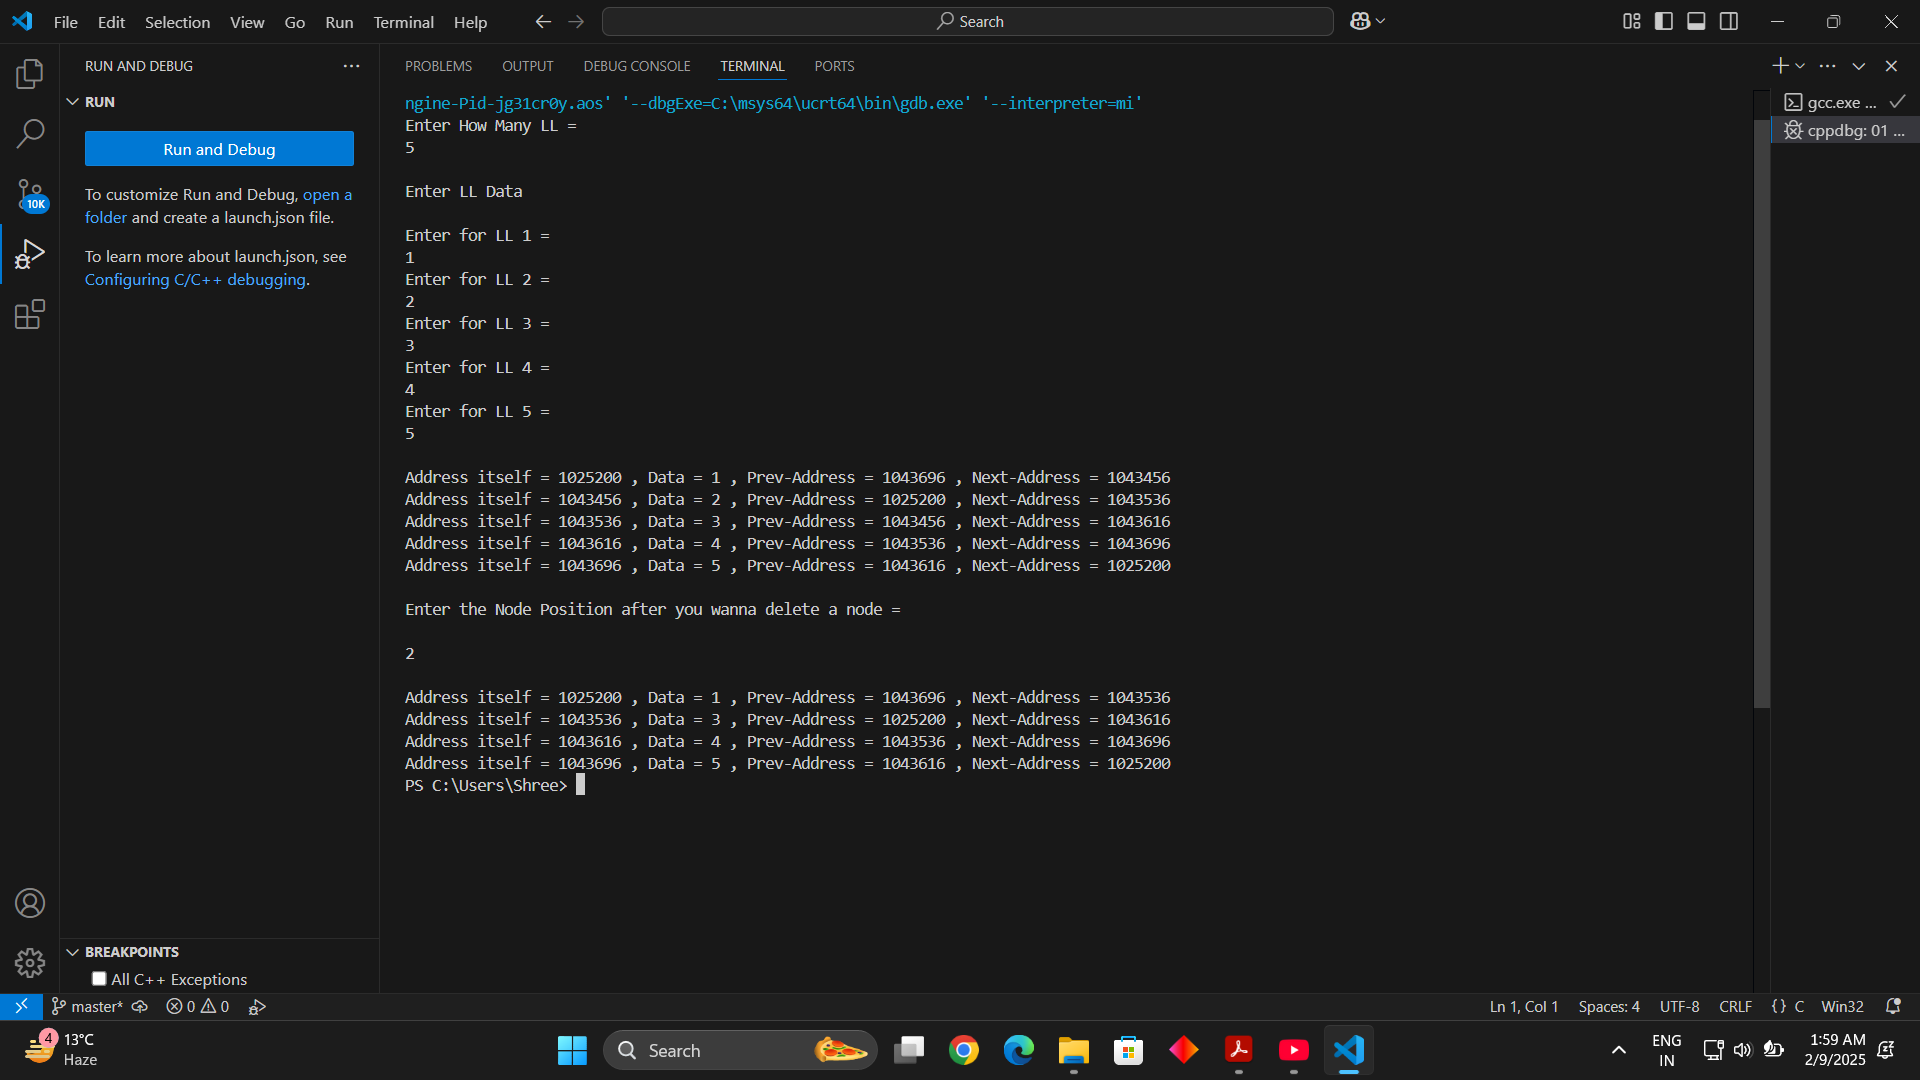 File Edit Selection View Go Run Terminal Help
Search
RUN AND DEBUG
RUN
Run and Debug
To customize Run and Debug, open a
folder and create a launch.json file.
To learn more about launch.json, see
Configuring C/C++ debugging.
10K
BREAKPOINTS
All C++ Exceptions
PROBLEMS OUTPUT DEBUG CONSOLE TERMINAL PORTS
ngine-Pid-jg31cr0y.aos' '--dbgExe=C:\msys64\ucrt64\bin\gdb.exe' '--interpreter=mi'
Enter How Many LL =
5
Enter LL Data
Enter for LL 1 =
1
Enter for LL 2 =
2
Enter for LL 3 =
3
Enter for LL 4 =
4
Enter for LL 5 =
5
Address itself = 1025200 , Data = 1 , Prev-Address = 1043696 , Next-Address = 1043456
Address itself = 1043456 , Data = 2 , Prev-Address = 1025200 , Next-Address = 1043536
Address itself = 1043536 , Data = 3 , Prev-Address = 1043456 , Next-Address = 1043616
Address itself = 1043616 , Data = 4 , Prev-Address = 1043536 , Next-Address = 1043696
Address itself = 1043696 , Data = 5 , Prev-Address = 1043616 , Next-Address = 1025200
Enter the Node Position after you wanna delete a node =
2
Address itself = 1025200 , Data = 1 , Prev-Address = 1043696 , Next-Address = 1043536
Address itself = 1043536 , Data = 3 , Prev-Address = 1025200 , Next-Address = 1043616
Address itself = 1043616 , Data = 4 , Prev-Address = 1043536 , Next-Address = 1043696
Address itself = 1043696 , Data = 5 , Prev-Address = 1043616 , Next-Address = 1025200
PS C:\Users\Shree>
gcc.exe ...
cppdbg: 01 ...
master* 0 0 Ln 1, Col 1 Spaces: 4 UTF-8 CRLF {} C Win32
4 13°C
Haze
Search
ENG
IN
1:59 AM
2/9/2025